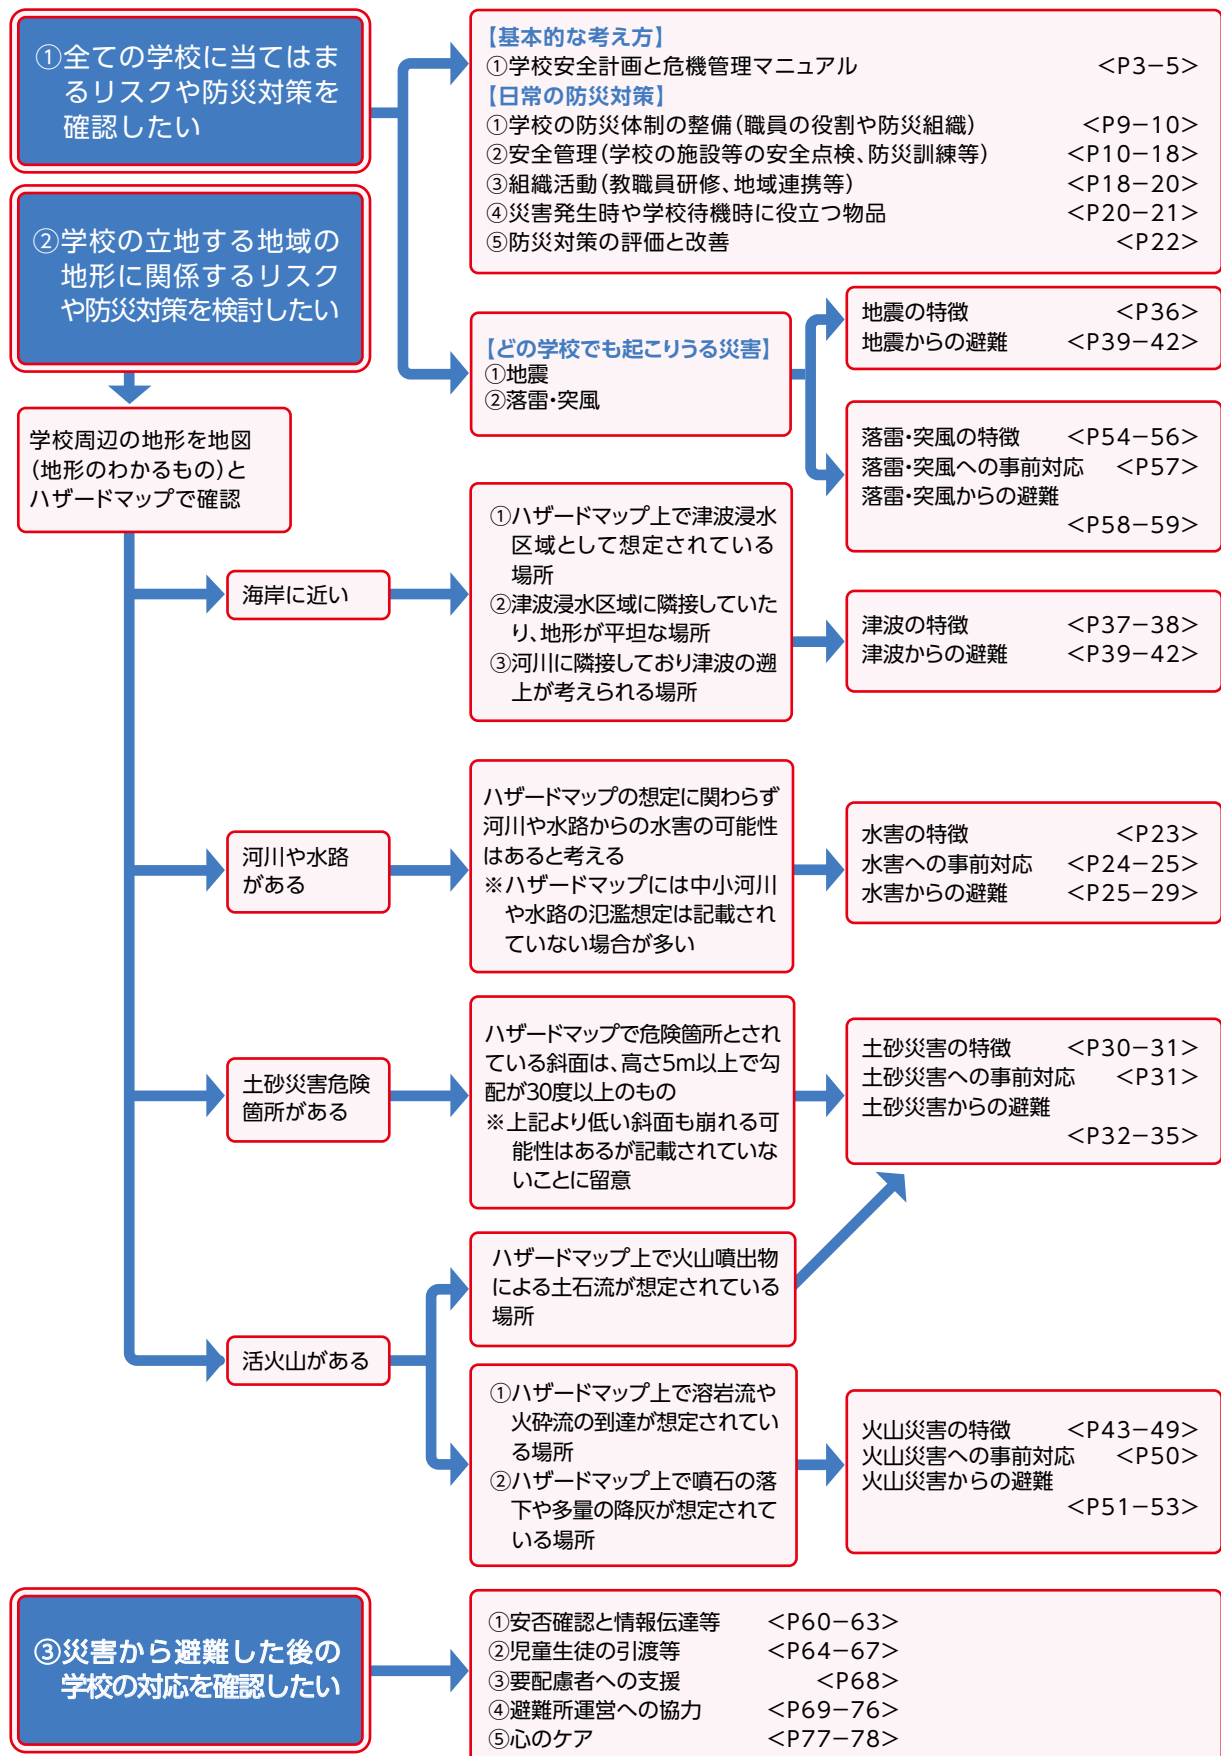 ①全ての学校に当てはま
るリスクや防災対策を
確認したい
【基本的な考え方】
①学校安全計画と危機管理マニュアル <P3−5>
【日常の防災対策】
①学校の防災体制の整備(職員の役割や防災組織) <P9−10>
②安全管理(学校の施設等の安全点検、防災訓練等) <P10−18>
③組織活動(教職員研修、地域連携等) <P18−20>
④災害発生時や学校待機時に役立つ物品 <P20−21>
⑤防災対策の評価と改善 <P22>
【どの学校でも起こりうる災害】
①地震
②落雷・突風
地震の特徴 <P36>
地震からの避難 <P39−42>
落雷・突風の特徴 <P54−56>
落雷・突風への事前対応 <P57>
落雷・突風からの避難
<P58−59>
②学校の立地する地域の
地形に関係するリスク
や防災対策を検討したい
学校周辺の地形を地図
(地形のわかるもの)と
ハザードマップで確認
海岸に近い
①ハザードマップ上で津波浸水
区域として想定されている
場所
②津波浸水区域に隣接していた
り、地形が平坦な場所
③河川に隣接しており津波の遡
上が考えられる場所
津波の特徴 <P37−38>
津波からの避難 <P39−42>
河川や水路
がある
ハザードマップの想定に関わらず
河川や水路からの水害の可能性
はあると考える
※ハザードマップには中小河川
や水路の氾濫想定は記載され
ていない場合が多い
水害の特徴 <P23>
水害への事前対応 <P24−25>
水害からの避難 <P25−29>
土砂災害危険
箇所がある
ハザードマップで危険箇所とされ
ている斜面は、高さ5m以上で勾
配が30度以上のもの
※上記より低い斜面も崩れる可
能性はあるが記載されていな
いことに留意
土砂災害の特徴 <P30−31>
土砂災害への事前対応 <P31>
土砂災害からの避難
<P32−35>
活火山がある
ハザードマップ上で火山噴出物
による土石流が想定されている
場所
①ハザードマップ上で溶岩流や
火砕流の到達が想定されてい
る場所
②ハザードマップ上で噴石の落
下や多量の降灰が想定されて
いる場所
火山災害の特徴 <P43−49>
火山災害への事前対応 <P50>
火山災害からの避難
<P51−53>
③災害から避難した後の
学校の対応を確認したい
①安否確認と情報伝達等 <P60−63>
②児童生徒の引渡等 <P64−67>
③要配慮者への支援 <P68>
④避難所運営への協力 <P69−76>
⑤心のケア <P77−78>